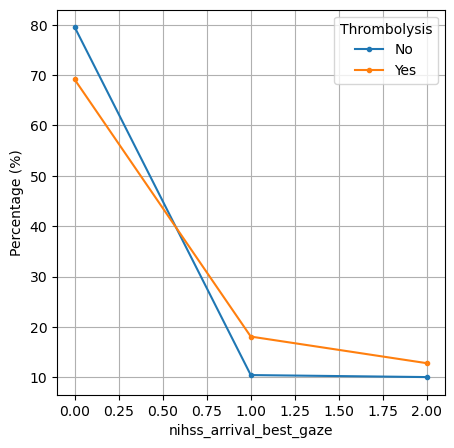 Thrombolysis
No
Yes
Percentage (%)
80
70
60
50
40
30
20
10
0.00 0.25 0.50 0.75 1.00 1.25 1.50 1.75 2.00
nihss_arrival_best_gaze